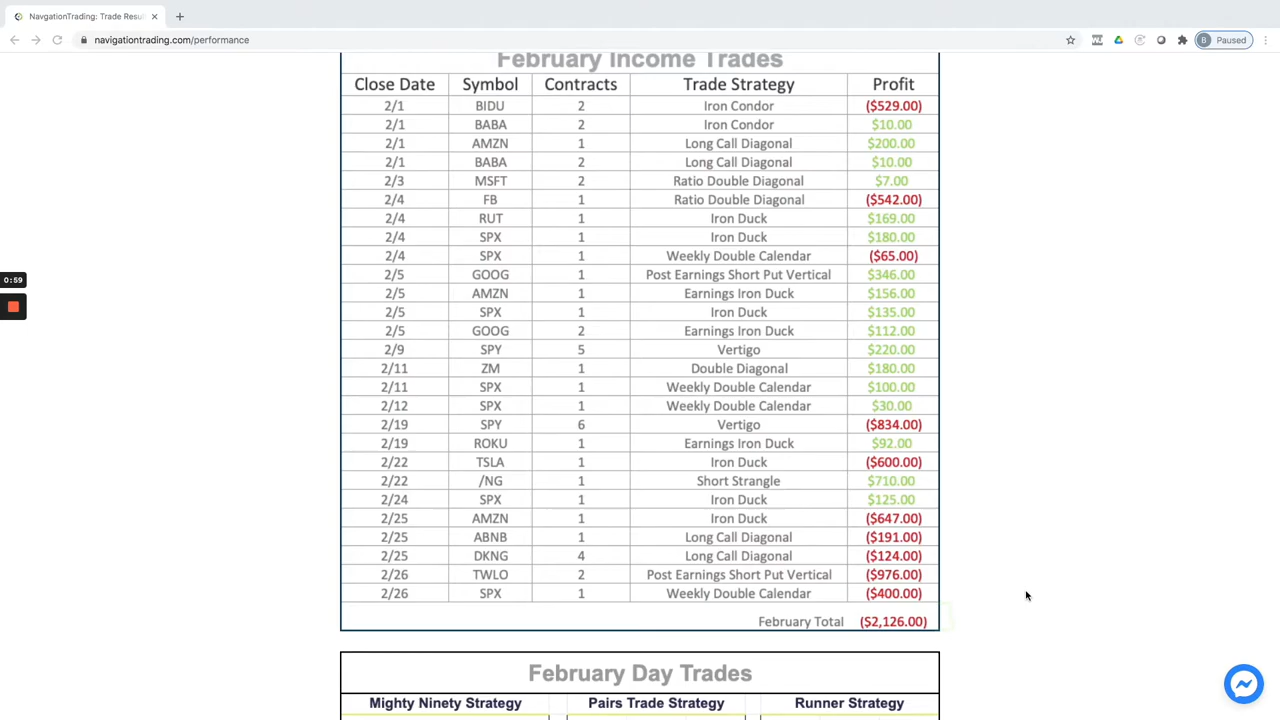 NavgationTrading: Trade Resu
navigationtrading.com/performance
Paused
February Income Trades
Close Date Symbol Contracts Trade Strategy Profit
2/1 BIDU 2 Iron Condor ($529.00)
2/1 BABA 2 Iron Condor $10.00
2/1 AMZN 1 Long Call Diagonal $200.00
2/1 BABA 2 Long Call Diagonal $10.00
2/3 MSFT 2 Ratio Double Diagonal $7.00
2/4 FB 1 Ratio Double Diagonal ($542.00)
2/4 RUT 1 Iron Duck $169.00
2/4 SPX 1 Iron Duck $180.00
2/4 SPX 1 Weekly Double Calendar ($65.00)
0:59
2/5 GOOG 1 Post Earnings Short Put Vertical $346.00
2/5 AMZN 1 Earnings Iron Duck $156.00
2/5 SPX 1 Iron Duck $135.00
2/5 GOOG 2 Earnings Iron Duck $112.00
2/9 SPY 5 Vertigo $220.00
2/11 ZM 1 Double Diagonal $180.00
2/11 SPX 1 Weekly Double Calendar $100.00
2/12 SPX 1 Weekly Double Calendar $30.00
2/19 SPY 6 Vertigo ($834.00)
2/19 ROKU 1 Earnings Iron Duck $92.00
2/22 TSLA 1 Iron Duck ($600.00)
2/22 /NG 1 Short Strangle $710.00
2/24 SPX 1 Iron Duck $125.00
2/25 AMZN 1 Iron Duck ($647.00)
2/25 ABNB 1 Long Call Diagonal ($191.00)
2/25 DKNG 4 Long Call Diagonal ($124.00)
2/26 TWLO 2 Post Earnings Short Put Vertical ($976.00)
2/26 SPX 1 Weekly Double Calendar ($400.00)
February Total ($2,126.00)
February Day Trades
Mighty Ninety Strategy Pairs Trade Strategy Runner Strategy